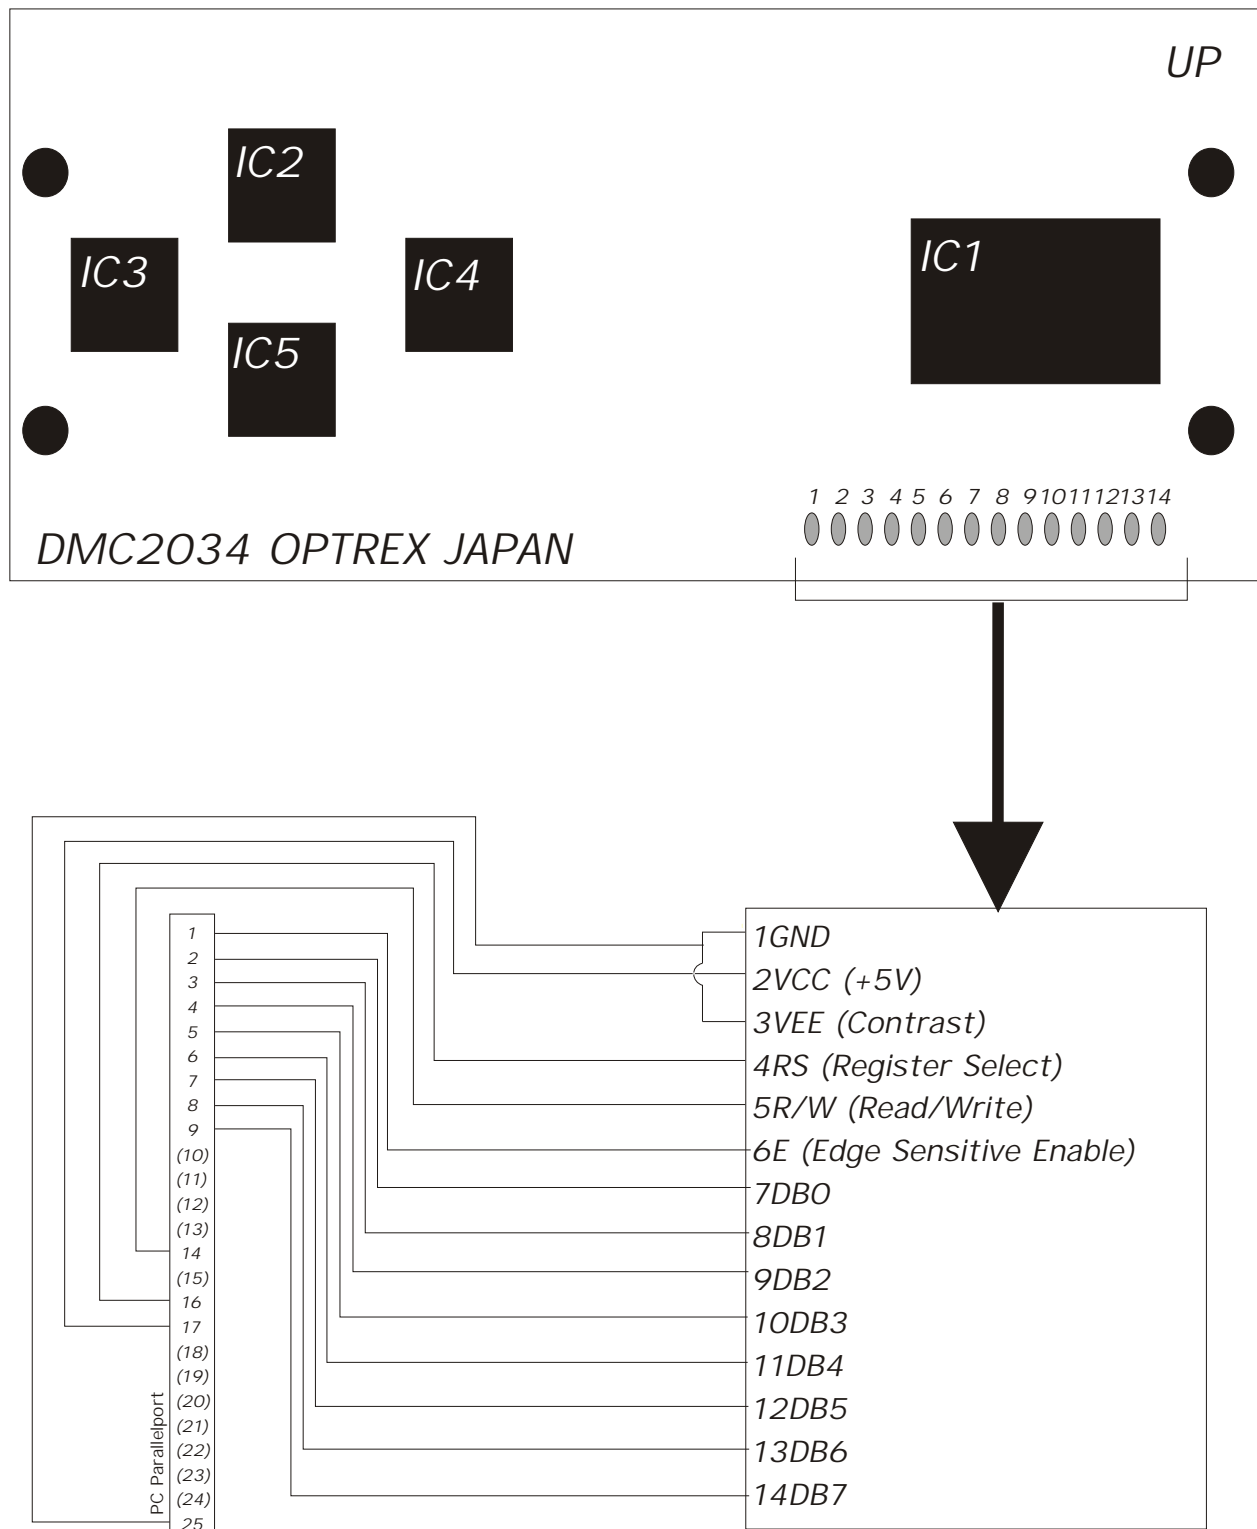 UP
IC2
IC3
IC4
IC1
IC5
1 2 3 4 5 6 7 8 9 10 11 12 13 14
DMC2034 OPTREX JAPAN
PC Parallelport
1
2
3
4
5
6
7
8
9
(10)
(11)
(12)
(13)
14
(15)
16
17
(18)
(19)
(20)
(21)
(22)
(23)
(24)
25
1GND
2VCC (+5V)
3VEE (Contrast)
4RS (Register Select)
5R/W (Read/Write)
6E (Edge Sensitive Enable)
7DB0
8DB1
9DB2
10DB3
11DB4
12DB5
13DB6
14DB7